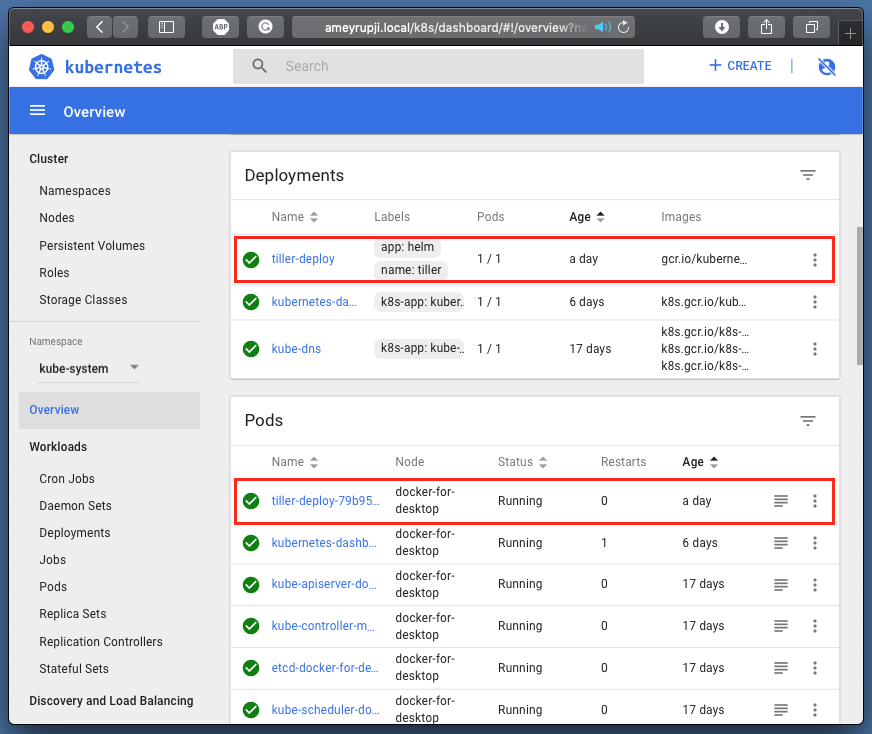 ABP
ameyrupji.local/k8s/dashboard/#!/overview?na
kubernetes
Search
+ CREATE
Overview
Cluster
Namespaces
Nodes
Persistent Volumes
Roles
Storage Classes
Namespace
kube-system
Overview
Workloads
Cron Jobs
Daemon Sets
Deployments
Jobs
Pods
Replica Sets
Replication Controllers
Stateful Sets
Discovery and Load Balancing
Deployments
Name Labels Pods Age Images
tiller-deploy app: helm name: tiller 1 / 1 a day gcr.io/kuberne…
kubernetes-da… k8s-app: kuber… 1 / 1 6 days k8s.gcr.io/kub…
kube-dns k8s-app: kube-… 1 / 1 17 days k8s.gcr.io/k8s-…
k8s.gcr.io/k8s-…
k8s.gcr.io/k8s-…
Pods
Name Node Status Restarts Age
tiller-deploy-79b95… docker-for-desktop Running 0 a day
kubernetes-dashb… docker-for-desktop Running 1 6 days
kube-apiserver-do… docker-for-desktop Running 0 17 days
kube-controller-m… docker-for-desktop Running 0 17 days
etcd-docker-for-de… docker-for-desktop Running 0 17 days
kube-scheduler-do… docker-for-desktop Running 0 17 days